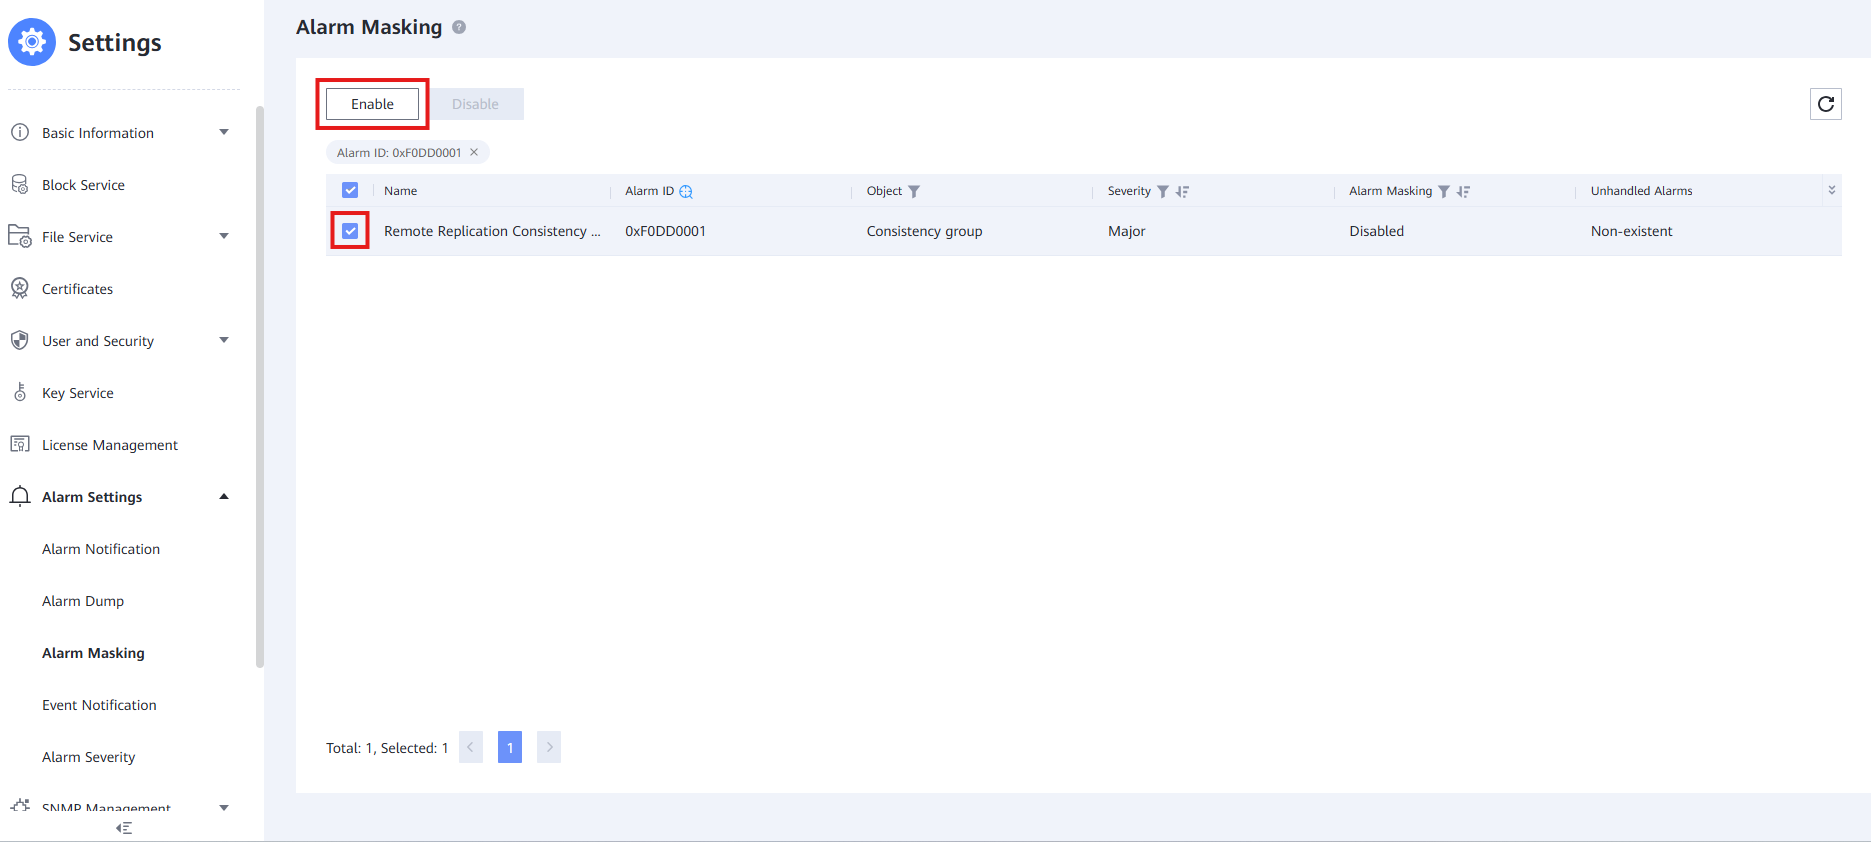 Settings
Basic Information
Block Service
File Service
Certificates
User and Security
Key Service
License Management
Alarm Settings
Alarm Notification
Alarm Dump
Alarm Masking
Event Notification
Alarm Severity
SNMP Management
Alarm Masking ?
Enable Disable
Alarm ID: 0xF0DD0001 ×
Name Alarm ID Object Severity Alarm Masking Unhandled Alarms
Remote Replication Consistency ... 0xF0DD0001 Consistency group Major Disabled Non-existent
Total: 1, Selected: 1 < 1 >